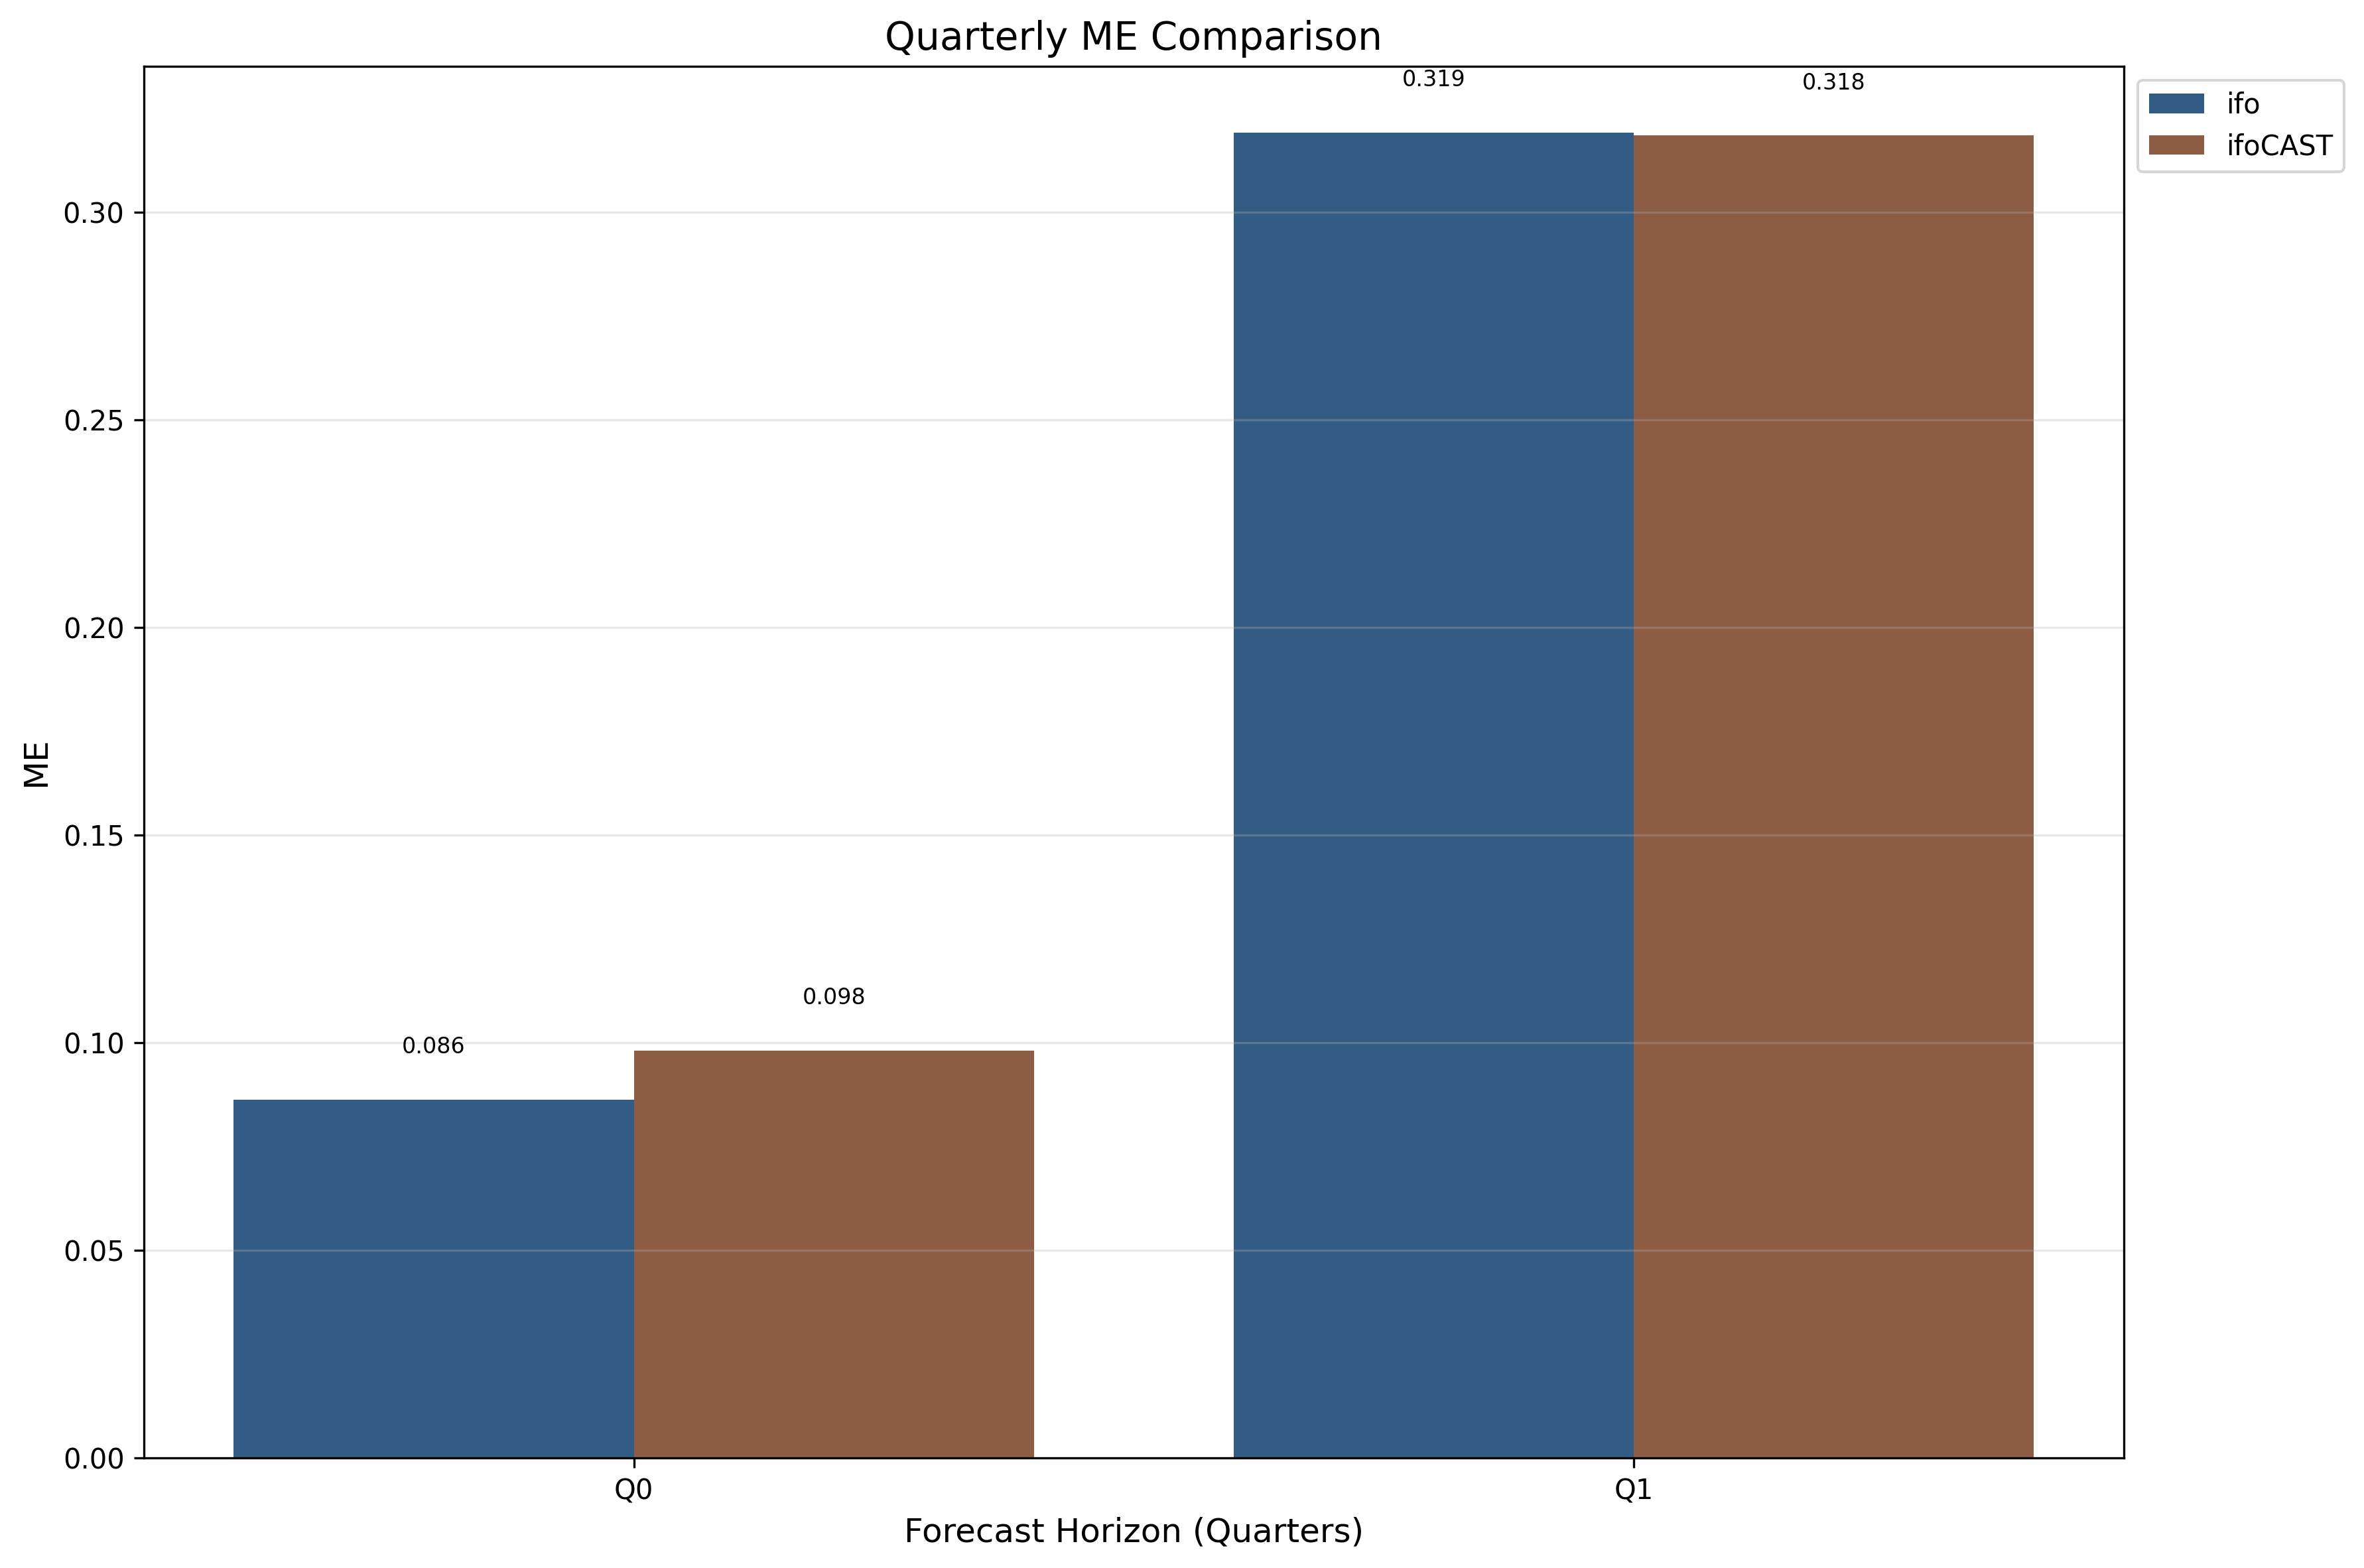 Quarterly ME Comparison
0.319
0.318
ifo
ifoCAST
0.30
0.25
0.20
0.15
0.10
0.05
0.00
ME
0.098
0.086
Q0
Q1
Forecast Horizon (Quarters)